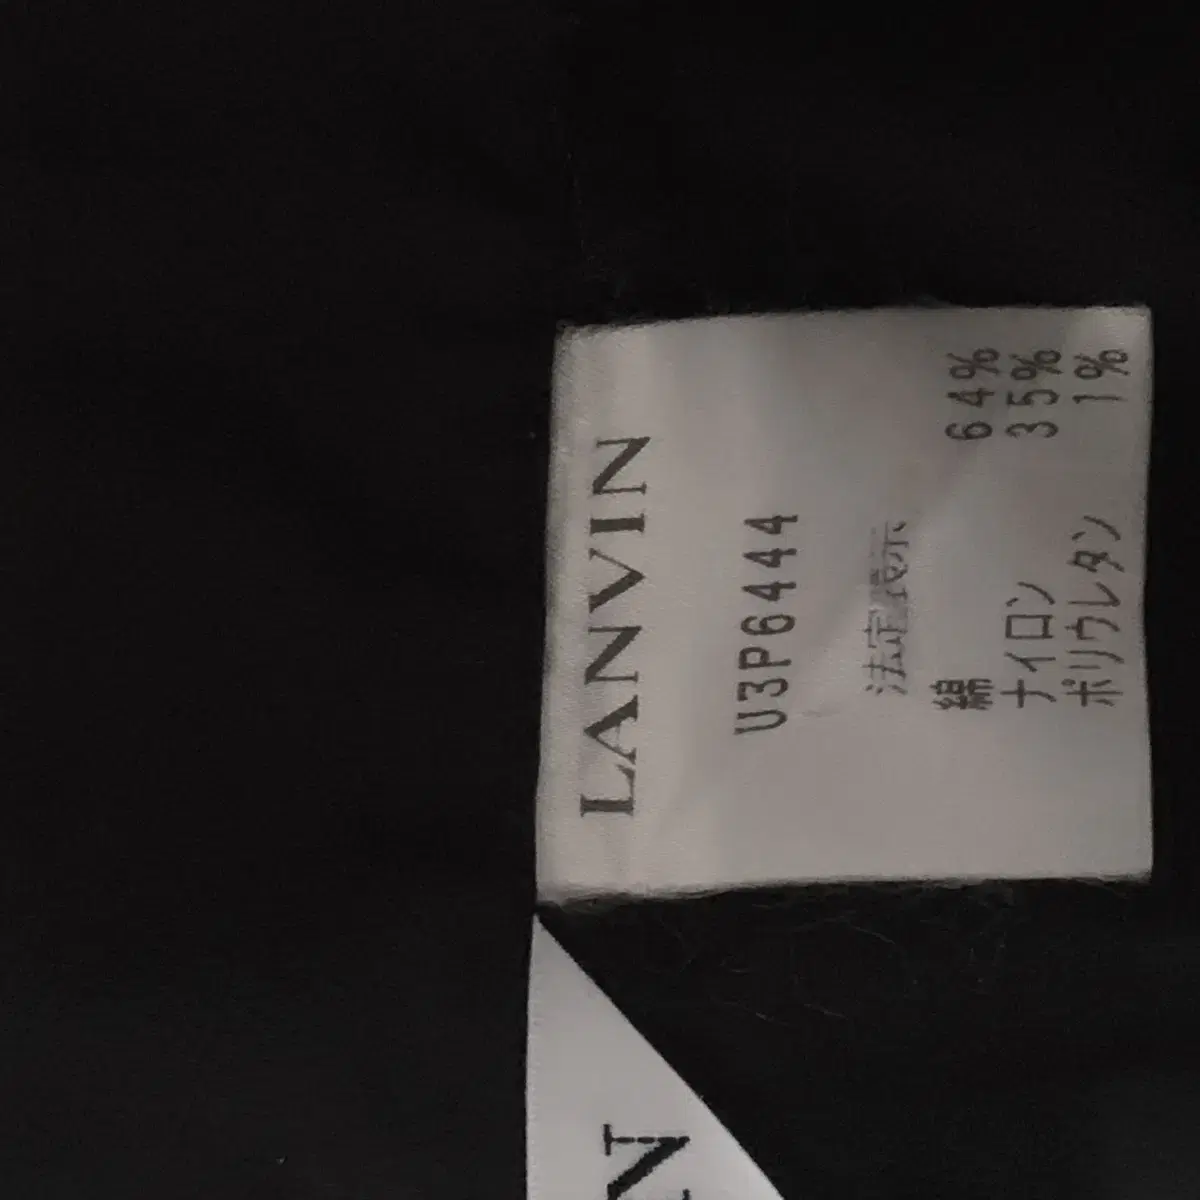 LANVIN
U3P6444
法定表示
綿 64%
ナイロン 35%
ポリウレタン 1%